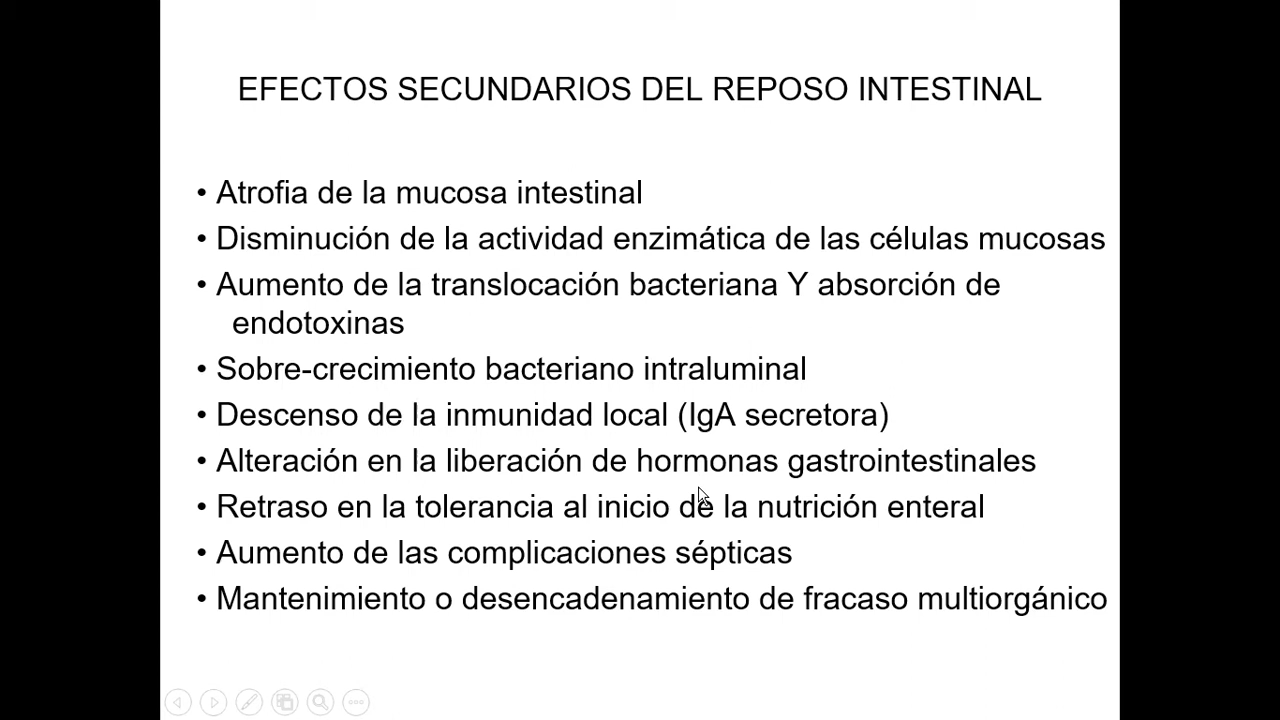 EFECTOS SECUNDARIOS DEL REPOSO INTESTINAL
• Atrofia de la mucosa intestinal
• Disminución de la actividad enzimática de las células mucosas
• Aumento de la translocación bacteriana Y absorción de
endotoxinas
• Sobre-crecimiento bacteriano intraluminal
• Descenso de la inmunidad local (IgA secretora)
• Alteración en la liberación de hormonas gastrointestinales
• Retraso en la tolerancia al inicio de la nutrición enteral
• Aumento de las complicaciones sépticas
• Mantenimiento o desencadenamiento de fracaso multiorgánico